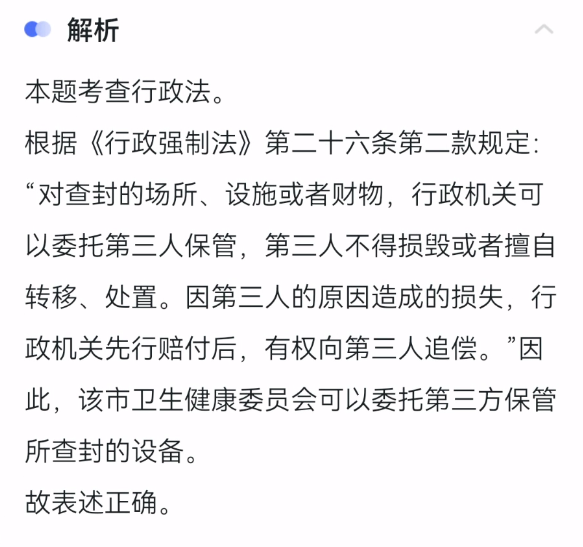 解析
本题考查行政法。
根据《行政强制法》第二十六条第二款规定：
“对查封的场所、设施或者财物，行政机关可
以委托第三人保管，第三人不得损毁或者擅自
转移、处置。因第三人的原因造成的损失，行
政机关先行赔付后，有权向第三人追偿。”因
此，该市卫生健康委员会可以委托第三方保管
所查封的设备。
故表述正确。